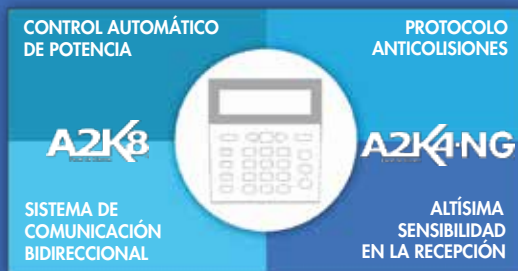 CONTROL AUTOMÁTICO
DE POTENCIA
PROTOCOLO
ANTICOLISIONES
A2K8
A2K4·NG
SISTEMA DE
COMUNICACIÓN
BIDIRECCIONAL
ALTÍSIMA
SENSIBILIDAD
EN LA RECEPCIÓN